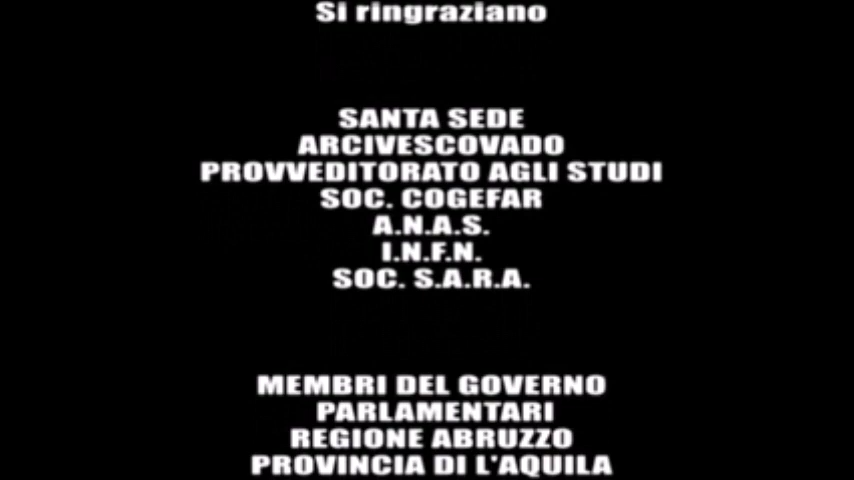 Si ringraziano
SANTA SEDE
ARCIVESCOVADO
PROVVEDITORATO AGLI STUDI
SOC. COGEFAR
A.N.A.S.
I.N.F.N.
SOC. S.A.R.A.
MEMBRI DEL GOVERNO
PARLAMENTARI
REGIONE ABRUZZO
PROVINCIA DI L'AQUILA